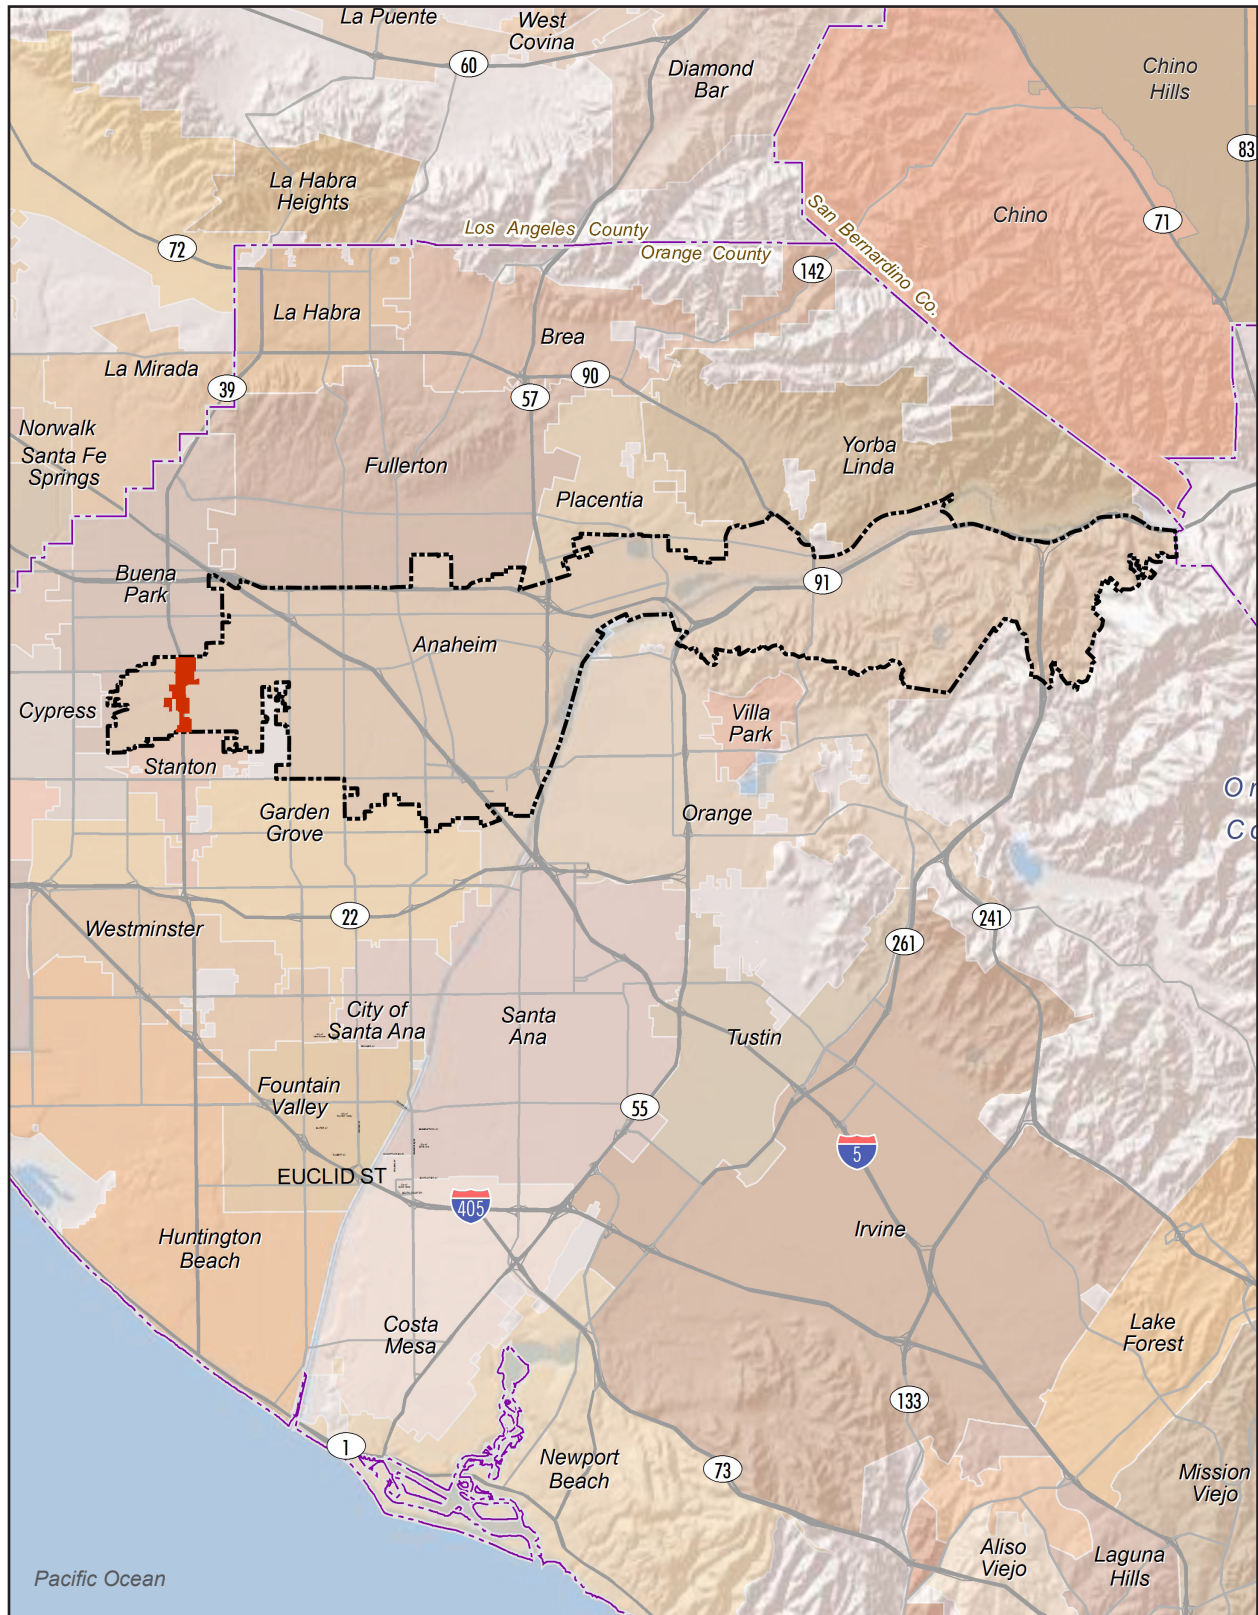 La Puente
West
Covina
60
Diamond
Bar
Chino
Hills
83
La Habra
Heights
72
Los Angeles County
Orange County
San Bernardino Co.
142
Chino
71
La Habra
Brea
La Mirada
39
90
57
Norwalk
Santa Fe
Springs
Fullerton
Yorba
Linda
Placentia
Buena
Park
91
Anaheim
Cypress
Villa
Park
Stanton
Garden
Grove
Orange
Or
Co
22
Westminster
241
261
City of
Santa Ana
Santa
Ana
Tustin
Fountain
Valley
55
5
EUCLID ST
405
Huntington
Beach
Irvine
Costa
Mesa
Lake
Forest
133
1
Newport
Beach
73
Mission
Viejo
Aliso
Viejo
Laguna
Hills
Pacific Ocean